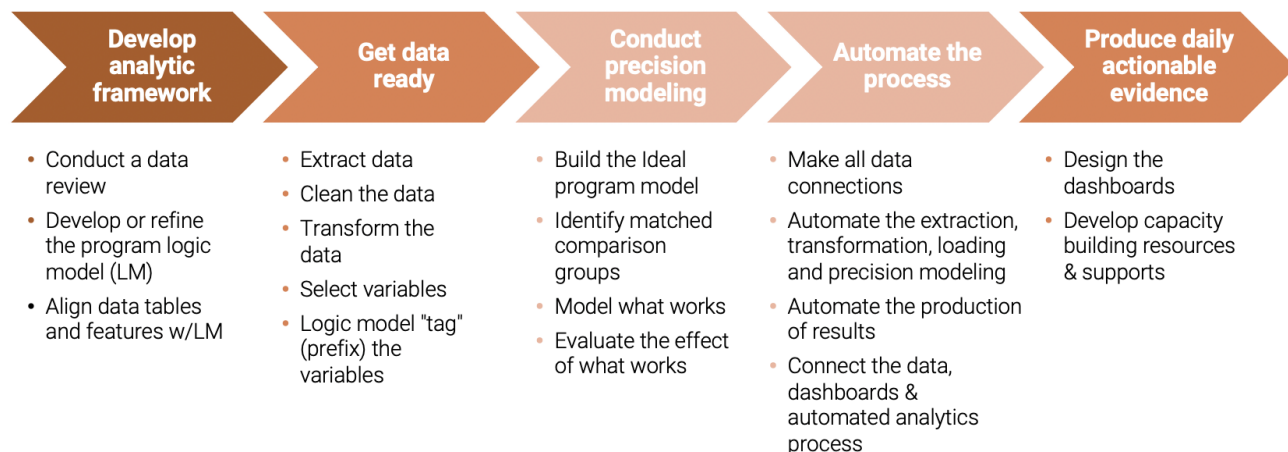 Develop
analytic
framework
• Conduct a data
review
• Develop or refine
the program logic
model (LM)
• Align data tables
and features w/LM
Get data
ready
• Extract data
• Clean the data
• Transform the
data
• Select variables
• Logic model "tag"
(prefix) the
variables
Conduct
precision
modeling
• Build the Ideal
program model
• Identify matched
comparison
groups
• Model what works
• Evaluate the effect
of what works
Automate the
process
• Make all data
connections
• Automate the extraction,
transformation, loading
and precision modeling
• Automate the production
of results
• Connect the data,
dashboards &
automated analytics
process
Produce daily
actionable
evidence
• Design the
dashboards
• Develop capacity
building resources
& supports